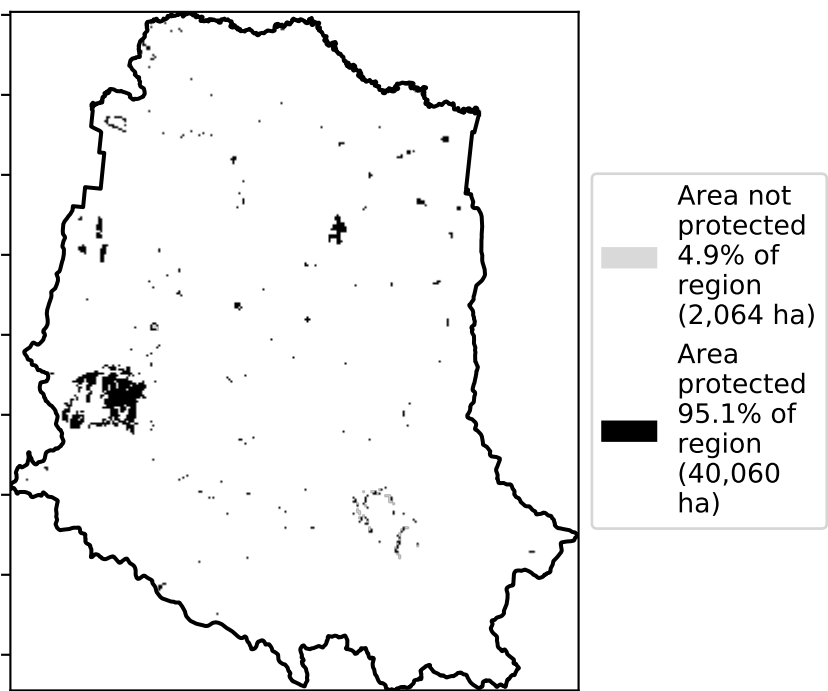 Area not
protected
4.9% of
region
(2,064 ha)
Area
protected
95.1% of
region
(40,060
ha)